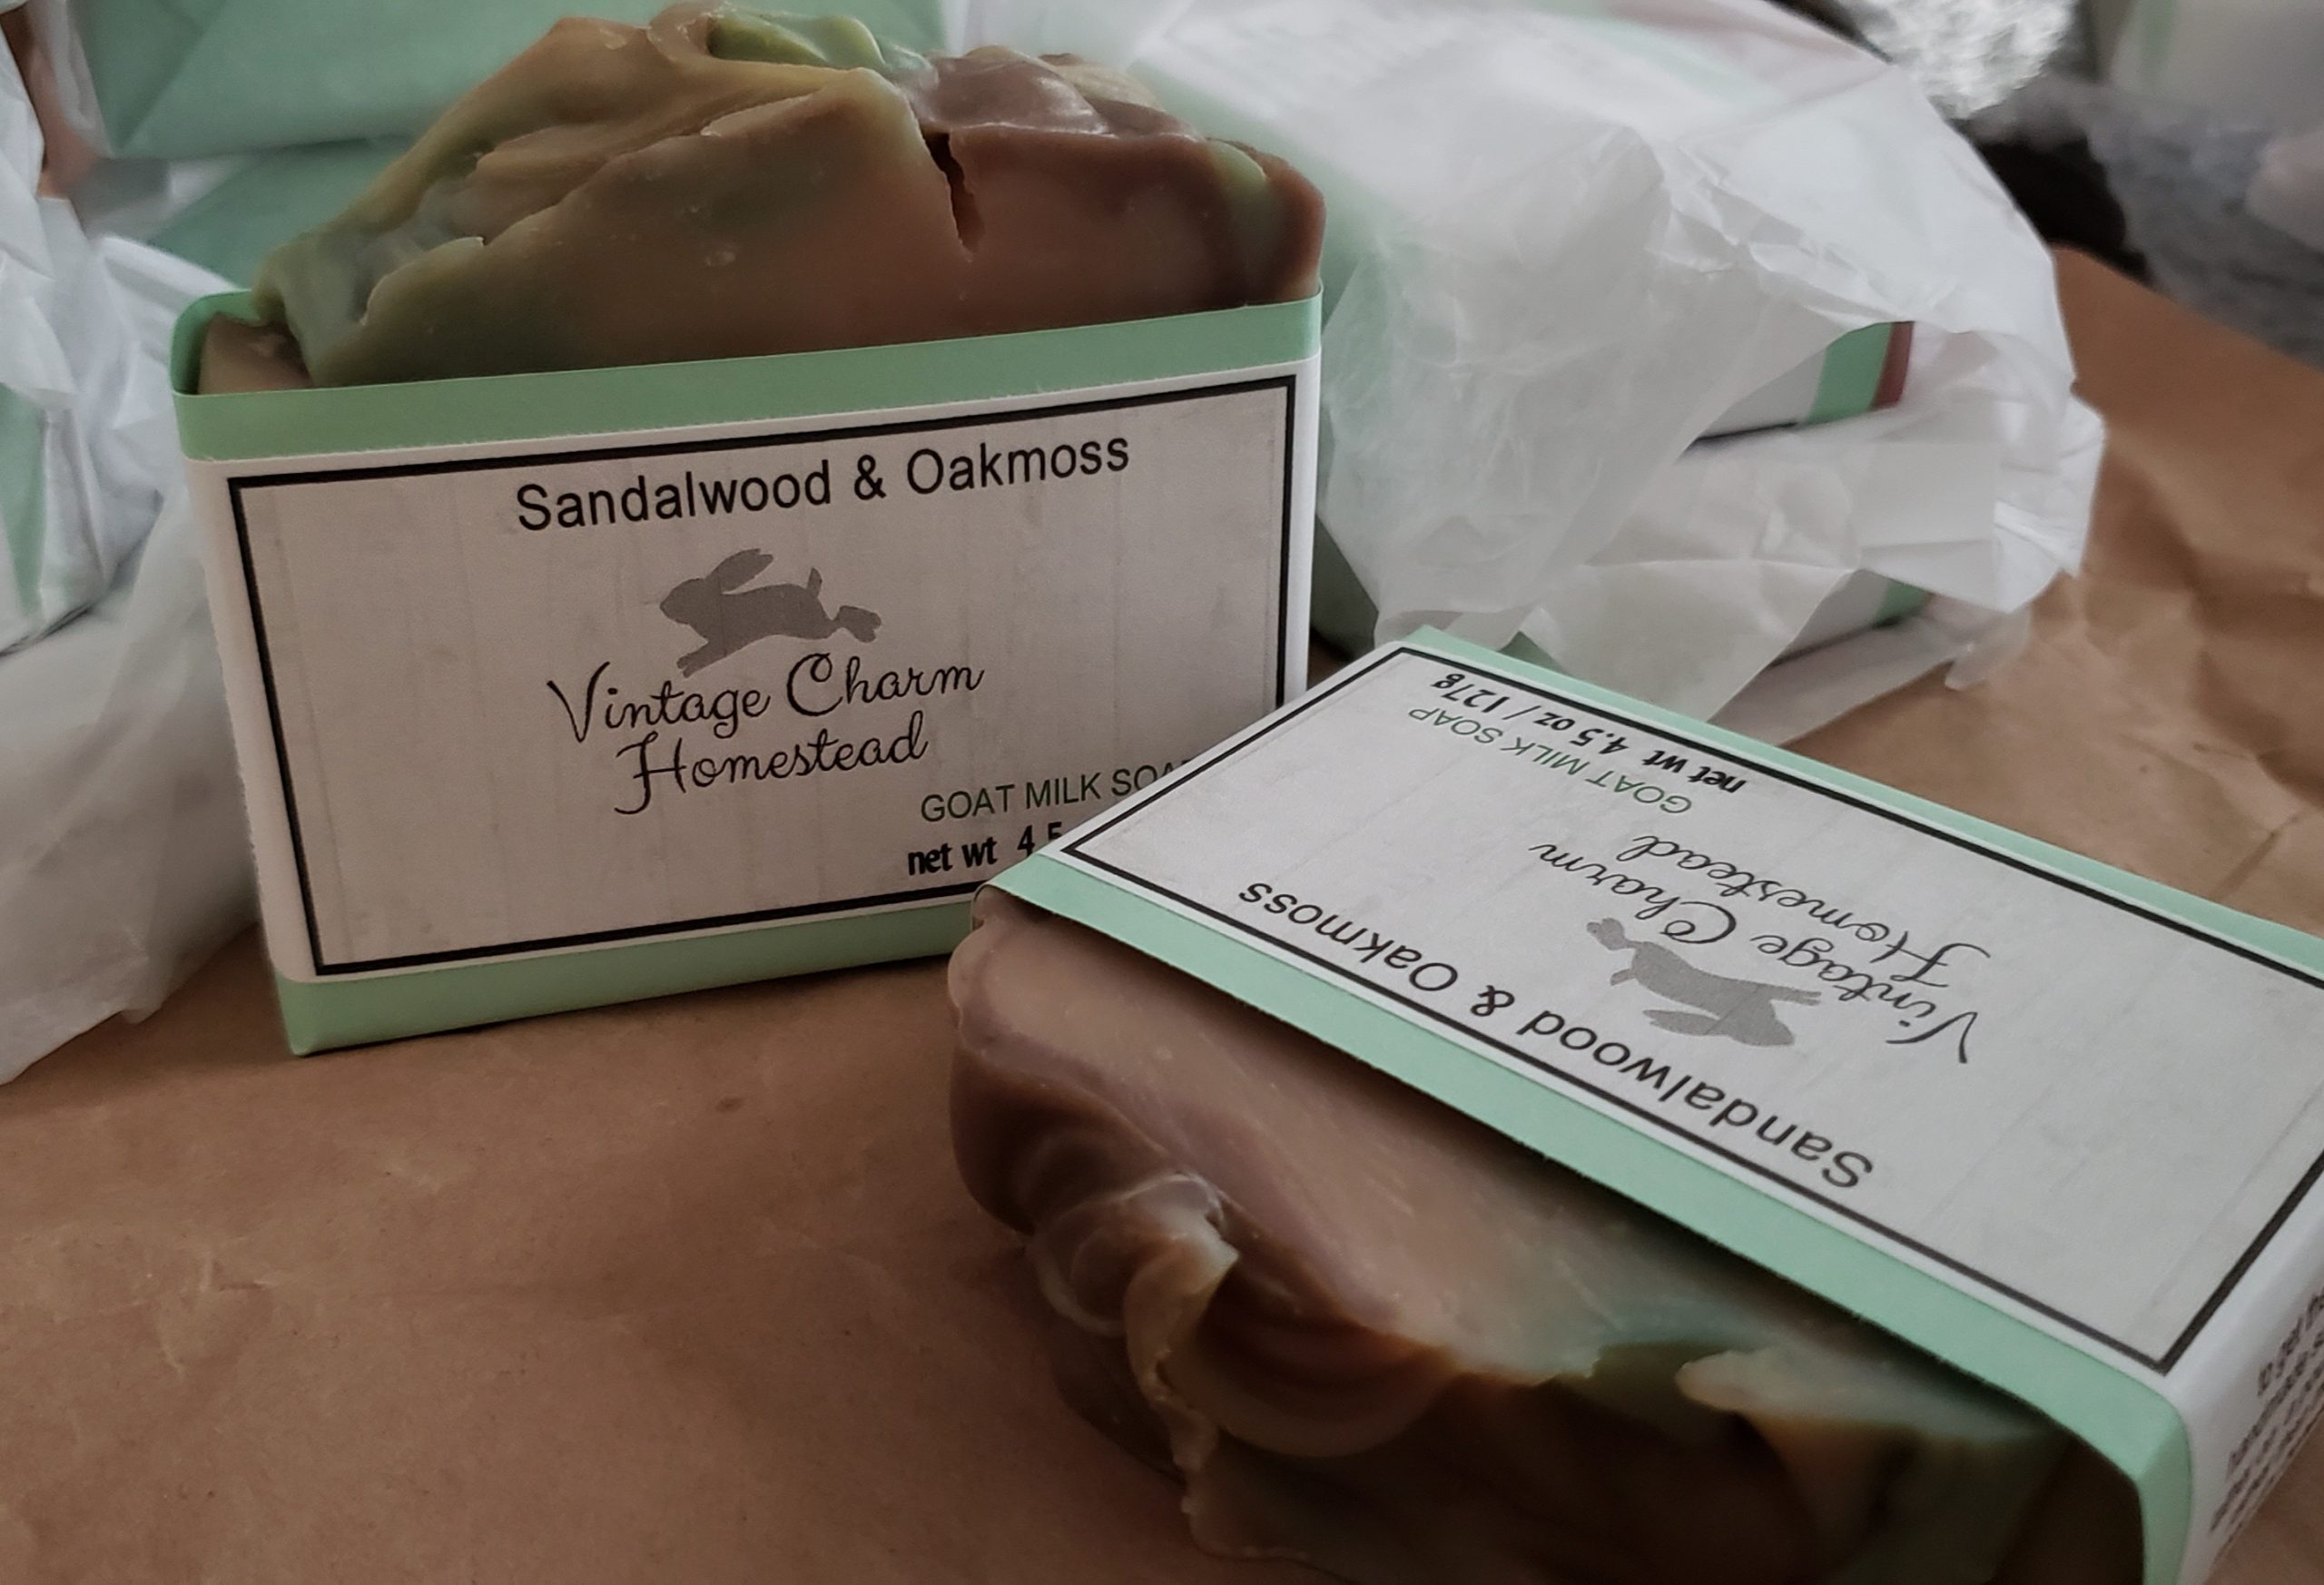 Sandalwood & Oakmoss
Vintage Charm
Homestead
GOAT MILK
net wt 4.5
Sandalwood & Oakmoss
Vintage Charm
Homestead
GOAT MILK SOAP
net wt 4.5 oz / 127g